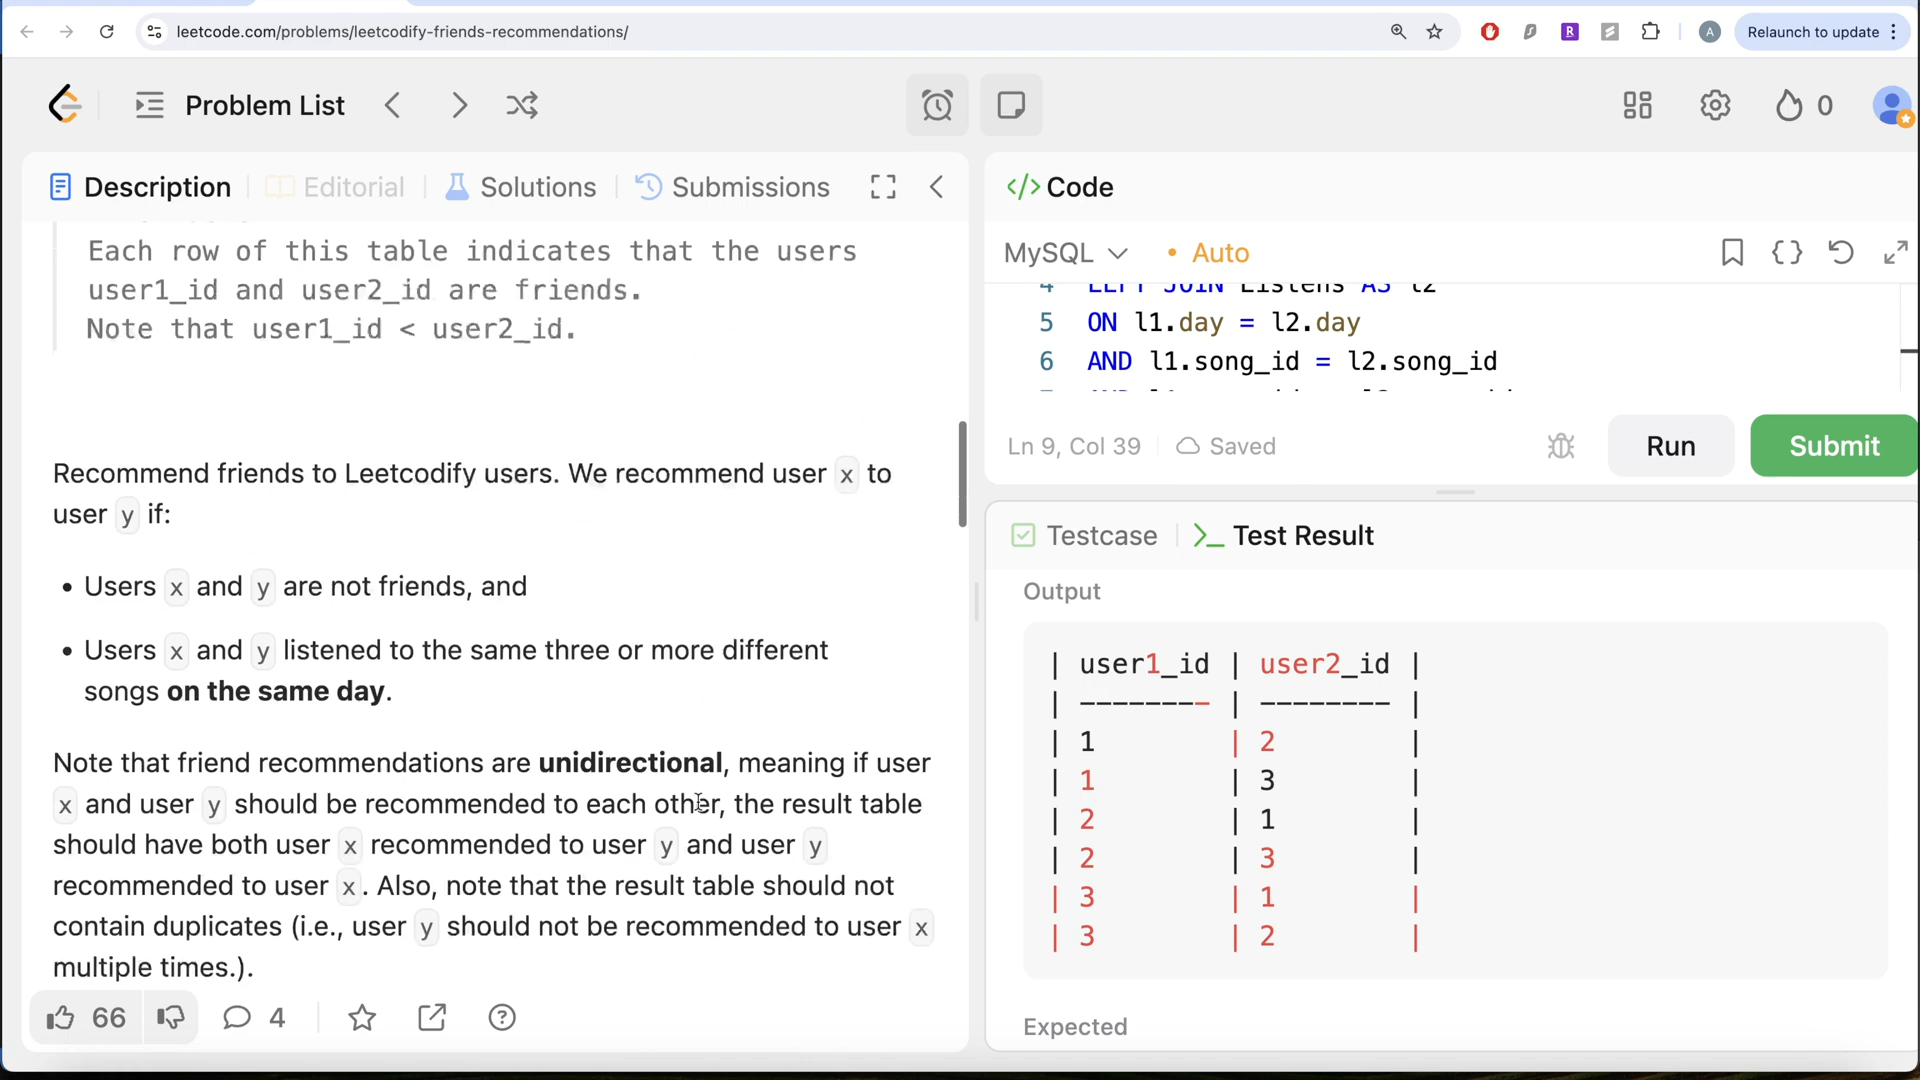 leetcode.com/problems/leetcodify-friends-recommendations/
A
Relaunch to update
Problem List
0
Description
Editorial
Solutions
Submissions
Each row of this table indicates that the users
user1_id and user2_id are friends.
Note that user1_id < user2_id.
Recommend friends to Leetcodify users. We recommend user x to
user y if:
• Users x and y are not friends, and
• Users x and y listened to the same three or more different
songs on the same day.
Note that friend recommendations are unidirectional, meaning if user
x and user y should be recommended to each other, the result table
should have both user x recommended to user y and user y
recommended to user x. Also, note that the result table should not
contain duplicates (i.e., user y should not be recommended to user x
multiple times.).
66
4
</> Code
MySQL
• Auto
4 LEFT JOIN Listens AS l2
5 ON l1.day = l2.day
6 AND l1.song_id = l2.song_id
Ln 9, Col 39
Saved
Run
Submit
Testcase
>_ Test Result
Output
| user1_id | user2_id |
| -------- | -------- |
| 1 | 2 |
| 1 | 3 |
| 2 | 1 |
| 2 | 3 |
| 3 | 1 |
| 3 | 2 |
Expected